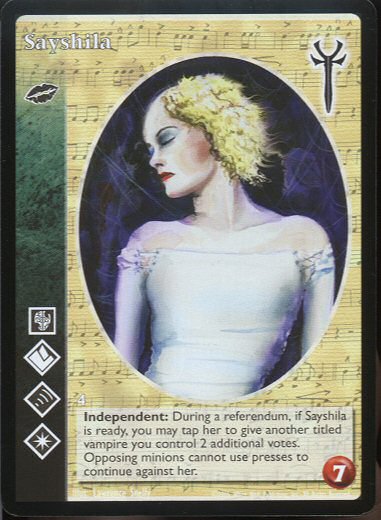 Sayshila
4
Independent: During a referendum, if Sayshila
is ready, you may tap her to give another titled
vampire you control 2 additional votes.
Opposing minions cannot use presses to
continue against her.
7